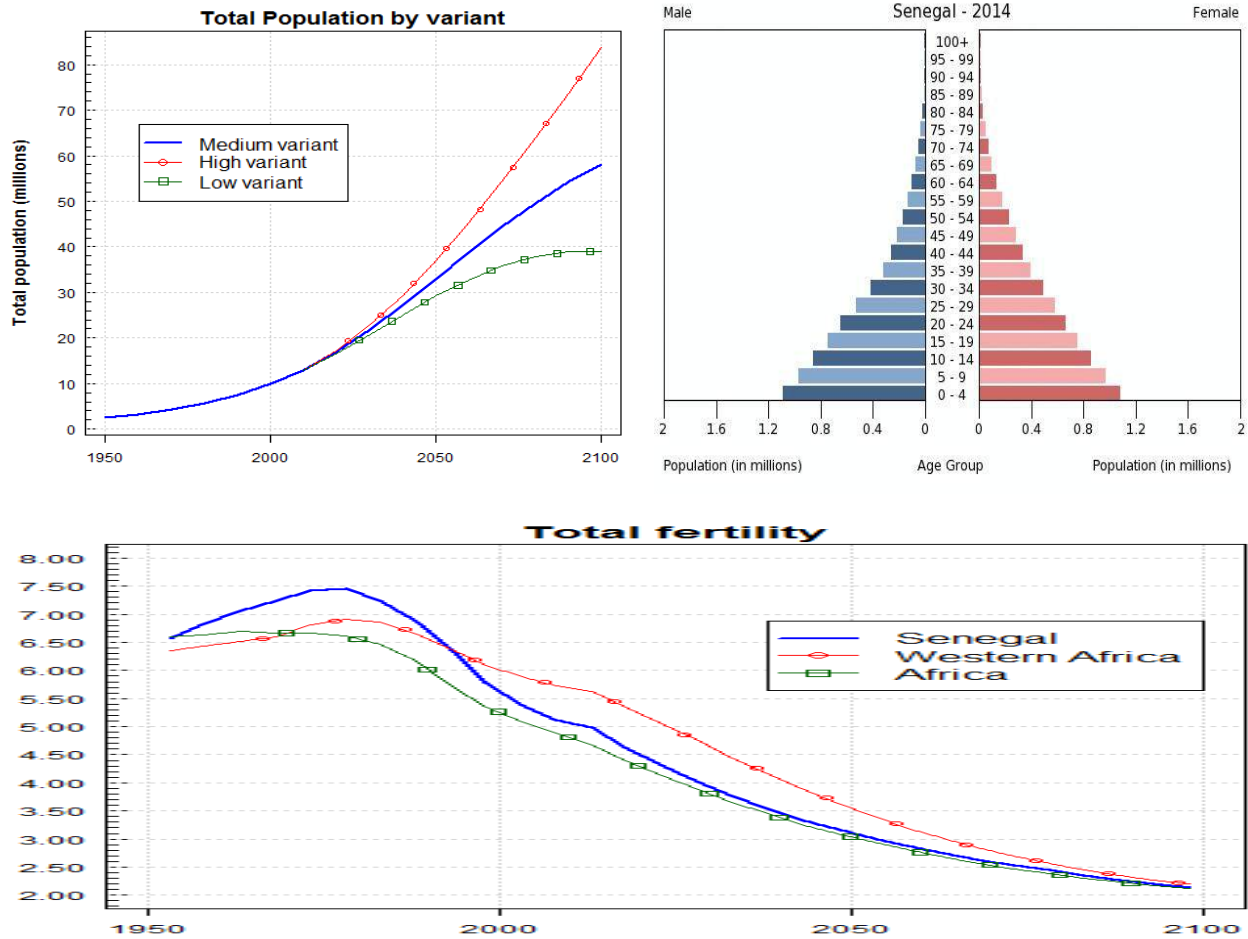 Total Population by variant
Total population (millions)
80
70
60
50
40
30
20
10
0
1950 2000 2050 2100
Medium variant
High variant
Low variant
Male Senegal - 2014 Female
100+
95 - 99
90 - 94
85 - 89
80 - 84
75 - 79
70 - 74
65 - 69
60 - 64
55 - 59
50 - 54
45 - 49
40 - 44
35 - 39
30 - 34
25 - 29
20 - 24
15 - 19
10 - 14
5 - 9
0 - 4
2 1.6 1.2 0.8 0.4 0 0 0.4 0.8 1.2 1.6 2
Population (in millions) Age Group Population (in millions)
Total fertility
8.00
7.50
7.00
6.50
6.00
5.50
5.00
4.50
4.00
3.50
3.00
2.50
2.00
Senegal
Western Africa
Africa
1950 2000 2050 2100